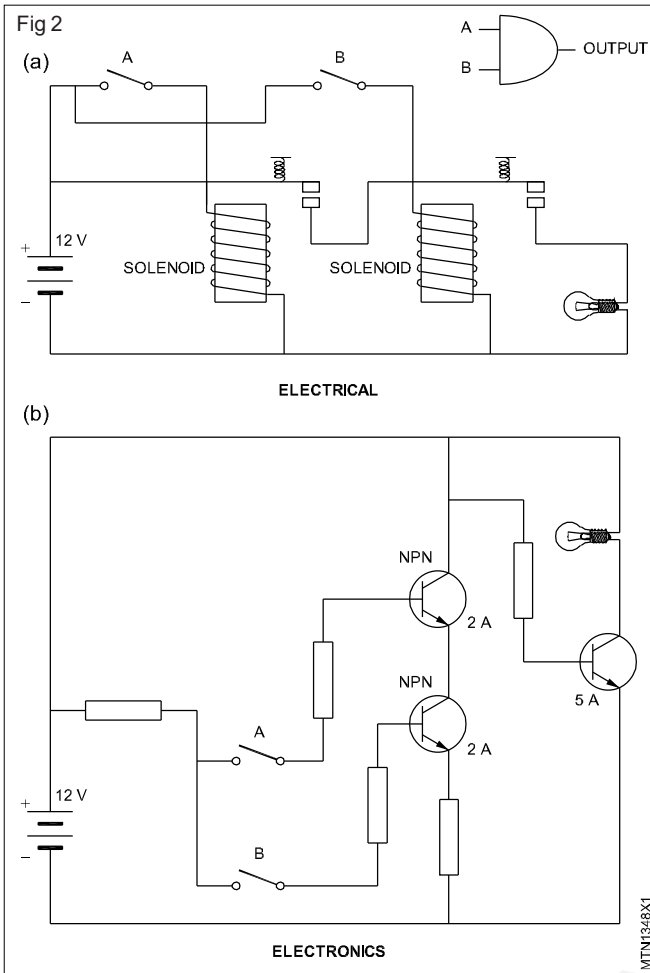 Fig 2
(a)
A
B
A
B
OUTPUT
+
12 V
–
SOLENOID
SOLENOID
ELECTRICAL
(b)
NPN
2 A
NPN
2 A
5 A
A
+
12 V
–
B
ELECTRONICS
MTN1348X1